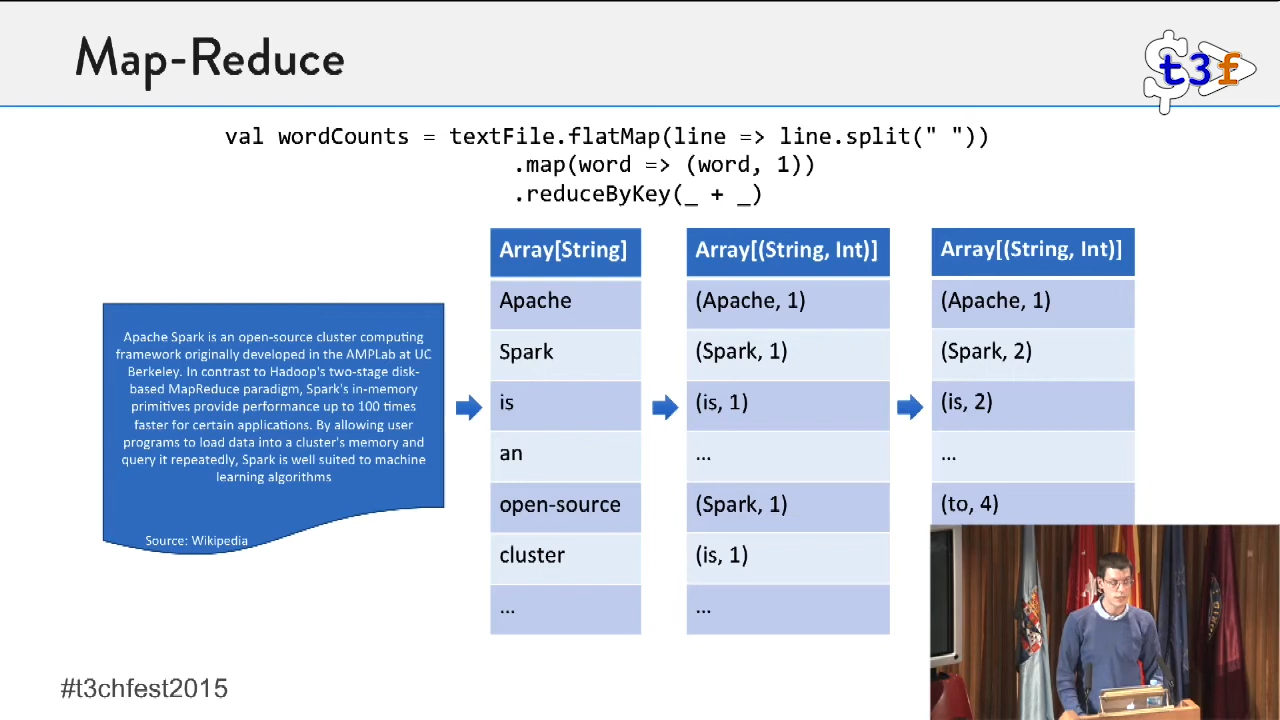 Map-Reduce
t3f
val wordCounts = textFile.flatMap(line => line.split(" "))
.map(word => (word, 1))
.reduceByKey(_ + _)
Apache Spark is an open-source cluster computing
framework originally developed in the AMPLab at UC
Berkeley. In contrast to Hadoop's two-stage disk-
based MapReduce paradigm, Spark's in-memory
primitives provide performance up to 100 times
faster for certain applications. By allowing user
programs to load data into a cluster's memory and
query it repeatedly, Spark is well suited to machine
learning algorithms
Source: Wikipedia
Array[String]
Apache
Spark
is
an
open-source
cluster
...
Array[(String, Int)]
(Apache, 1)
(Spark, 1)
(is, 1)
...
(Spark, 1)
(is, 1)
...
Array[(String, Int)]
(Apache, 1)
(Spark, 2)
(is, 2)
...
(to, 4)
#t3chfest2015